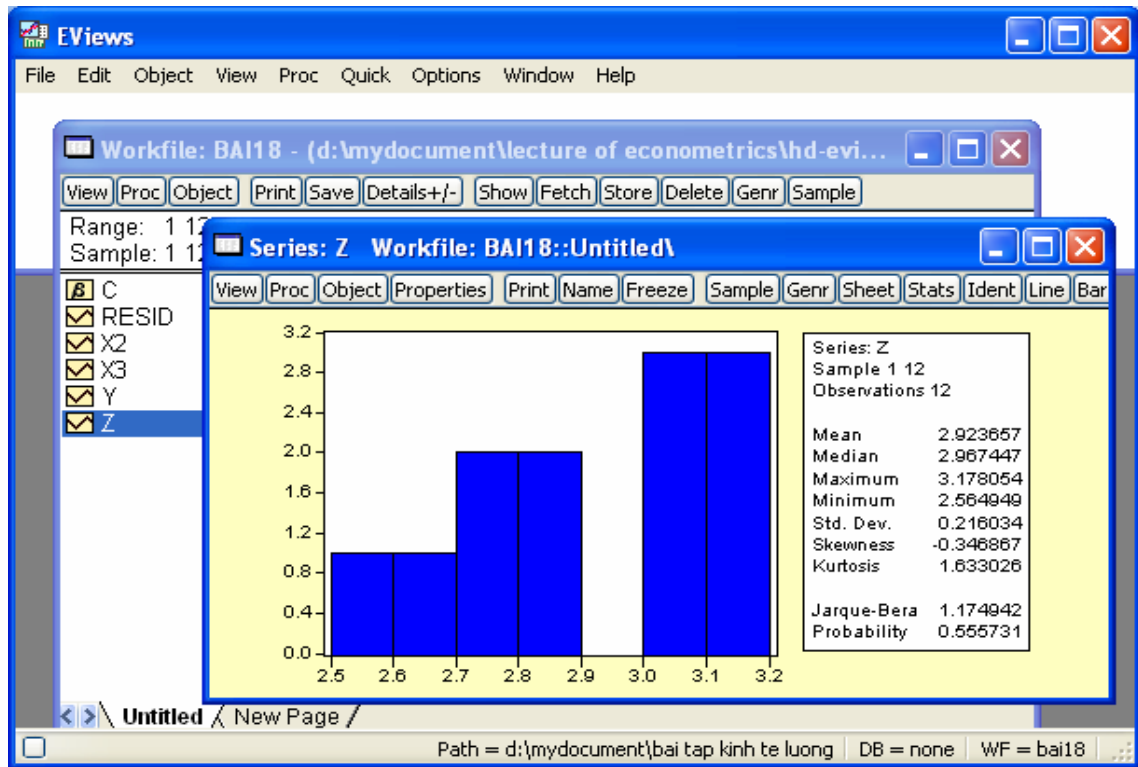 EViews
File Edit Object View Proc Quick Options Window Help
Workfile: BAI18 - (d:\mydocument\lecture of econometrics\hd-evi...
View Proc Object Print Save Details+/- Show Fetch Store Delete Genr Sample
Range: 1 12
Sample: 1 12
C
RESID
X2
X3
Y
Z
Series: Z Workfile: BAI18::Untitled\
View Proc Object Properties Print Name Freeze Sample Genr Sheet Stats Ident Line Bar
3.2
2.8
2.4
2.0
1.6
1.2
0.8
0.4
0.0
2.5 2.6 2.7 2.8 2.9 3.0 3.1 3.2
Series: Z
Sample 1 12
Observations 12
Mean 2.923657
Median 2.967447
Maximum 3.178054
Minimum 2.564949
Std. Dev. 0.216034
Skewness -0.346867
Kurtosis 1.633026
Jarque-Bera 1.174942
Probability 0.555731
Untitled New Page
Path = d:\mydocument\bai tap kinh te luong DB = none WF = bai18